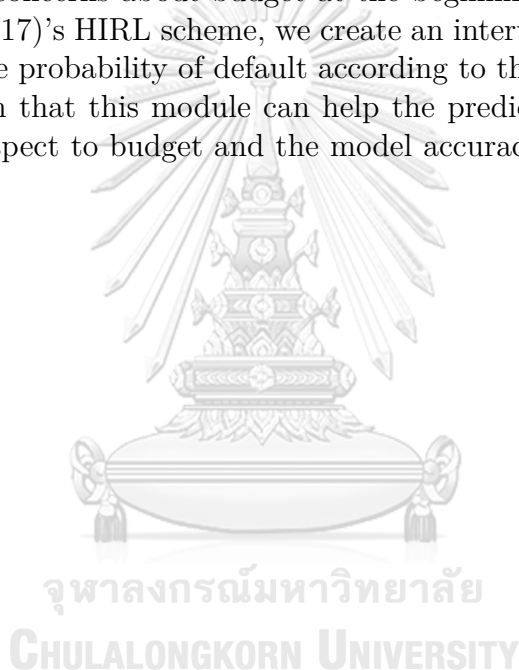 concerns about budget at the beginnin
17)'s HIRL scheme, we create an inter
e probability of default according to th
n that this module can help the predic
spect to budget and the model accurac
จุฬาลงกรณ์มหาวิทยาลัย
CHULALONGKORN UNIVERSITY